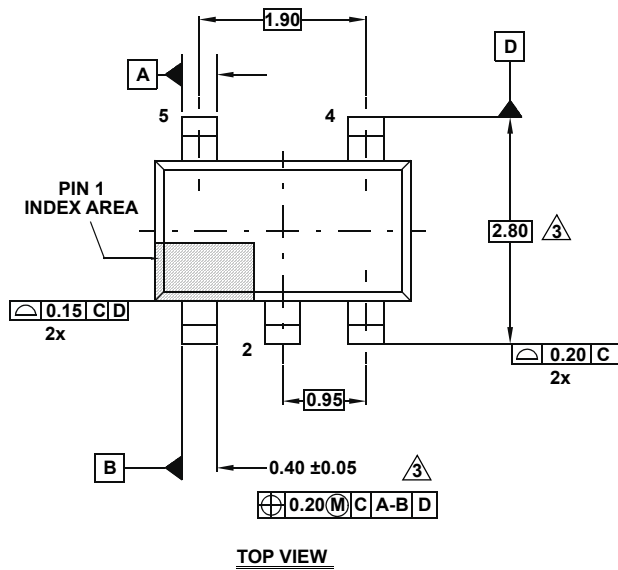 1.90
A
D
5
4
PIN 1
INDEX AREA
2.80 3
0.15 C D
2x
2
0.20 C
2x
0.95
B
0.40 ±0.05 3
0.20 M C A-B D
TOP VIEW